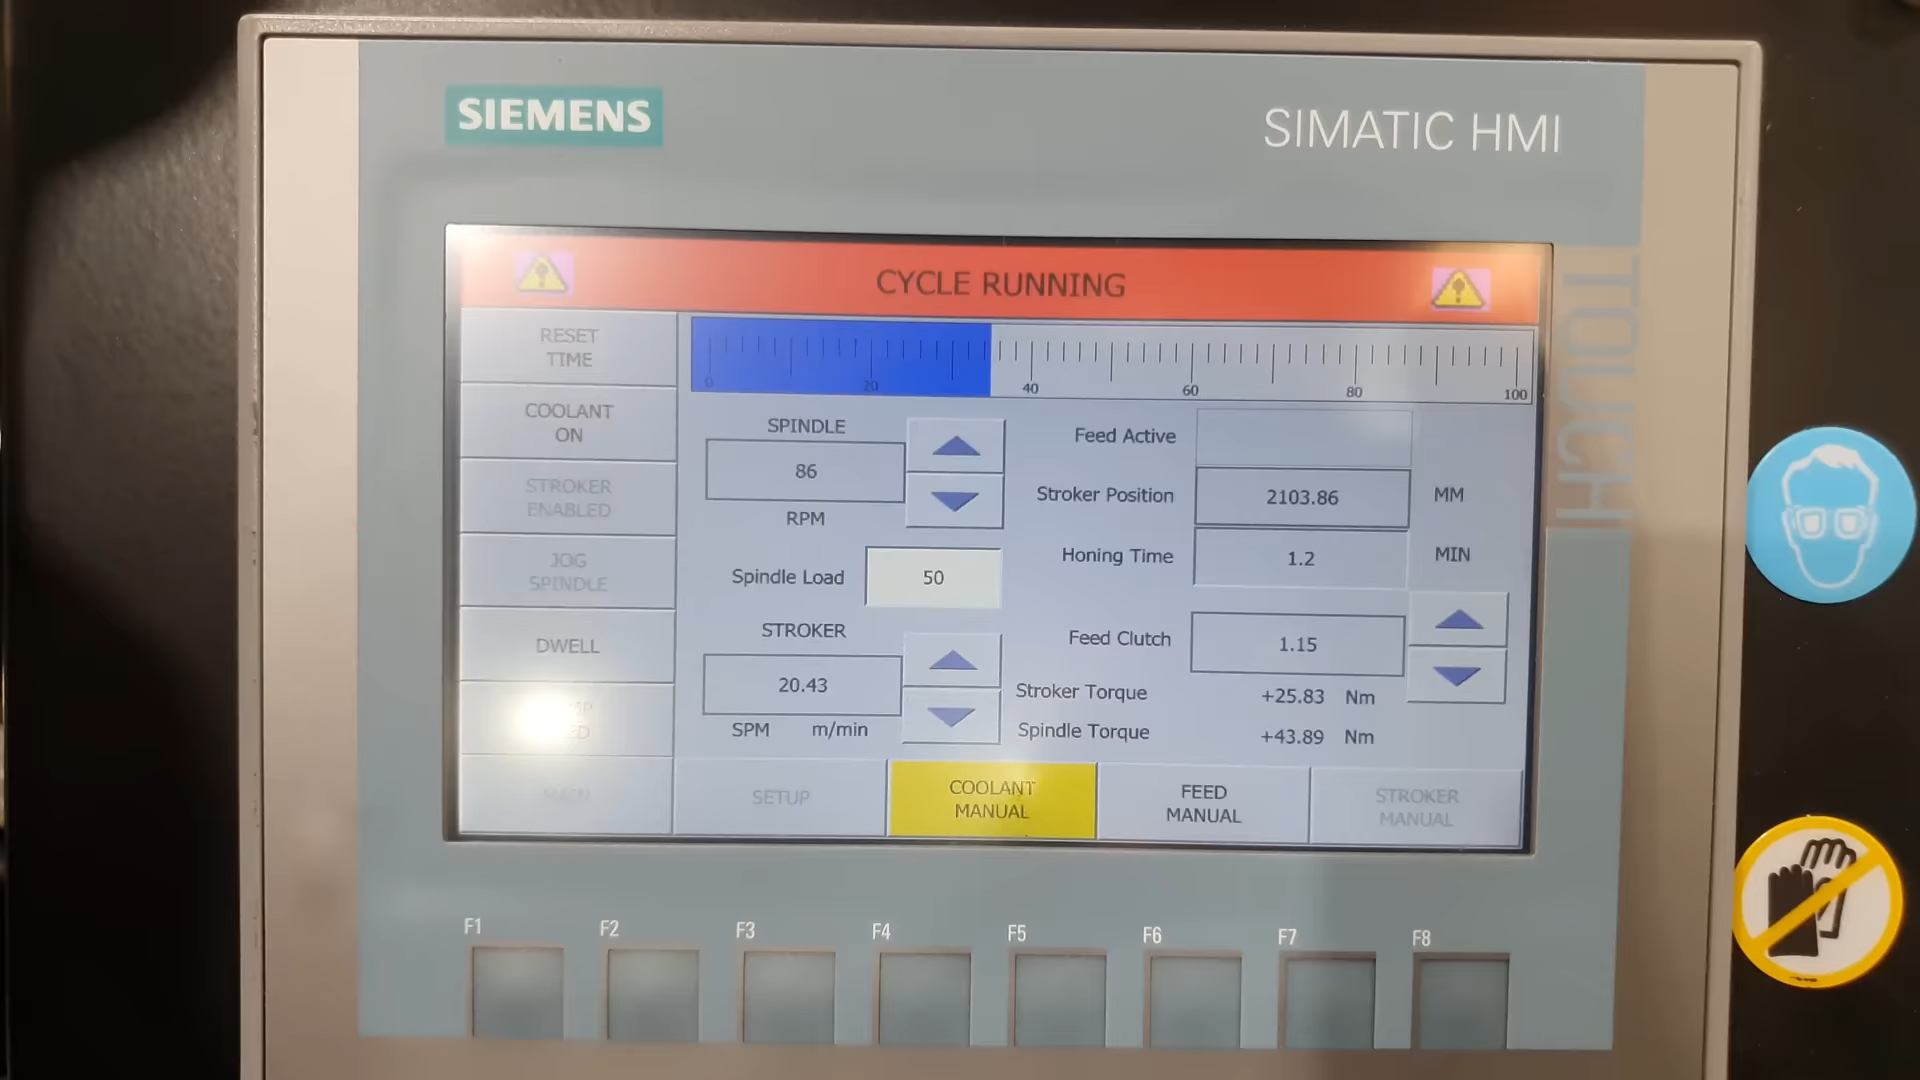 SIEMENS
SIMATIC HMI
TOUCH
CYCLE RUNNING
RESET
TIME
0 20 40 60 80 100
COOLANT
ON
SPINDLE
86
RPM
Feed Active
Stroker Position 2103.86 MM
STROKER
ENABLED
Honing Time 1.2 MIN
JOG
SPINDLE
Spindle Load 50
DWELL
STROKER
20.43
SPM m/min
Feed Clutch 1.15
Stroker Torque +25.83 Nm
Spindle Torque +43.89 Nm
SETUP
COOLANT
MANUAL
FEED
MANUAL
STROKER
MANUAL
F1 F2 F3 F4 F5 F6 F7 F8